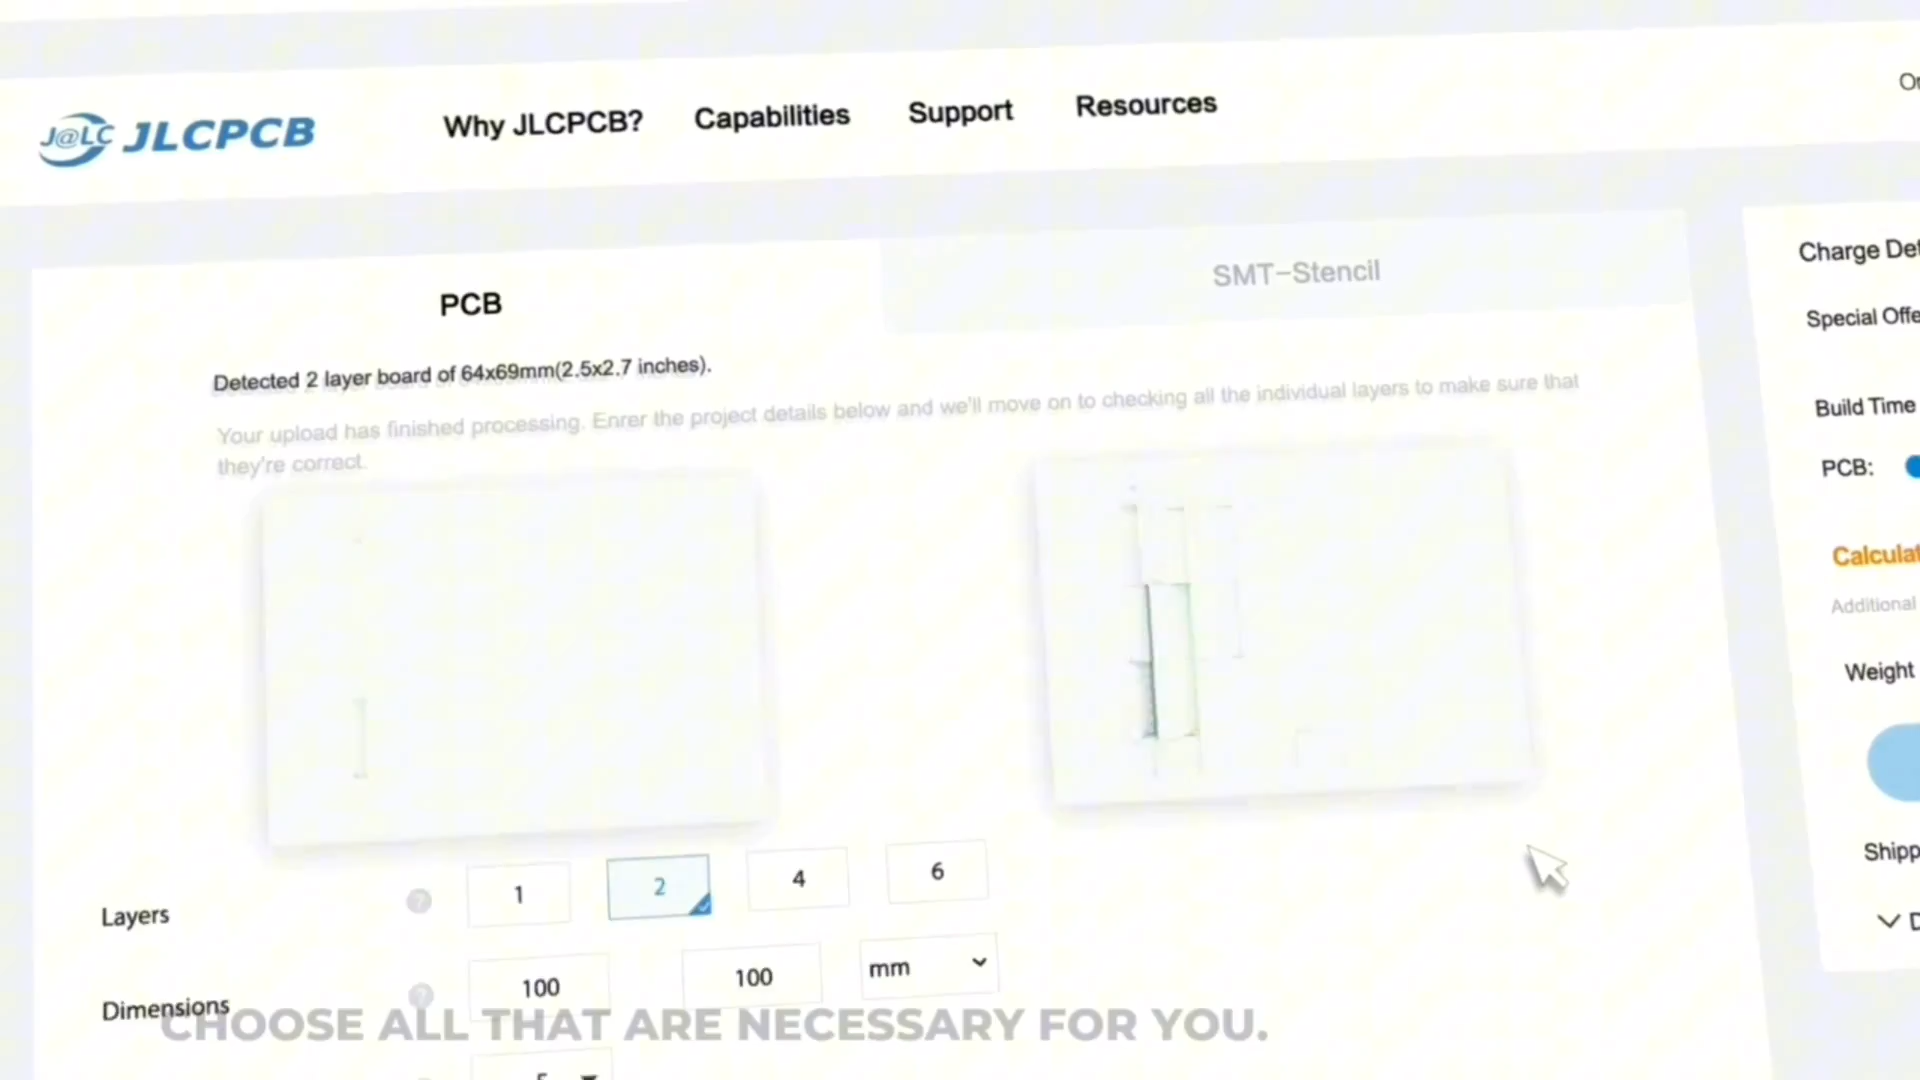 J@LC JLCPCB
Why JLCPCB?
Capabilities
Support
Resources
PCB
SMT-Stencil
Detected 2 layer board of 64x69mm(2.5x2.7 inches).
Your upload has finished processing. Enrer the project details below and we'll move on to checking all the individual layers to make sure that
they're correct.
Layers
?
1
2
4
6
Dimensions
?
100
100
mm
CHOOSE ALL THAT ARE NECESSARY FOR YOU.
Charge
Special
Build Time
PCB:
Additional
Weight